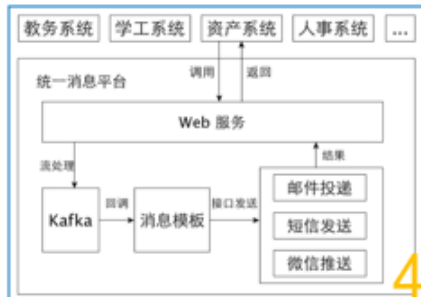 教务系统 学工系统 资产系统 人事系统 ...
调用 返回
统一消息平台
Web 服务
流处理 结果
Kafka 回调 消息模板 接口发送
邮件投递
短信发送
微信推送
4